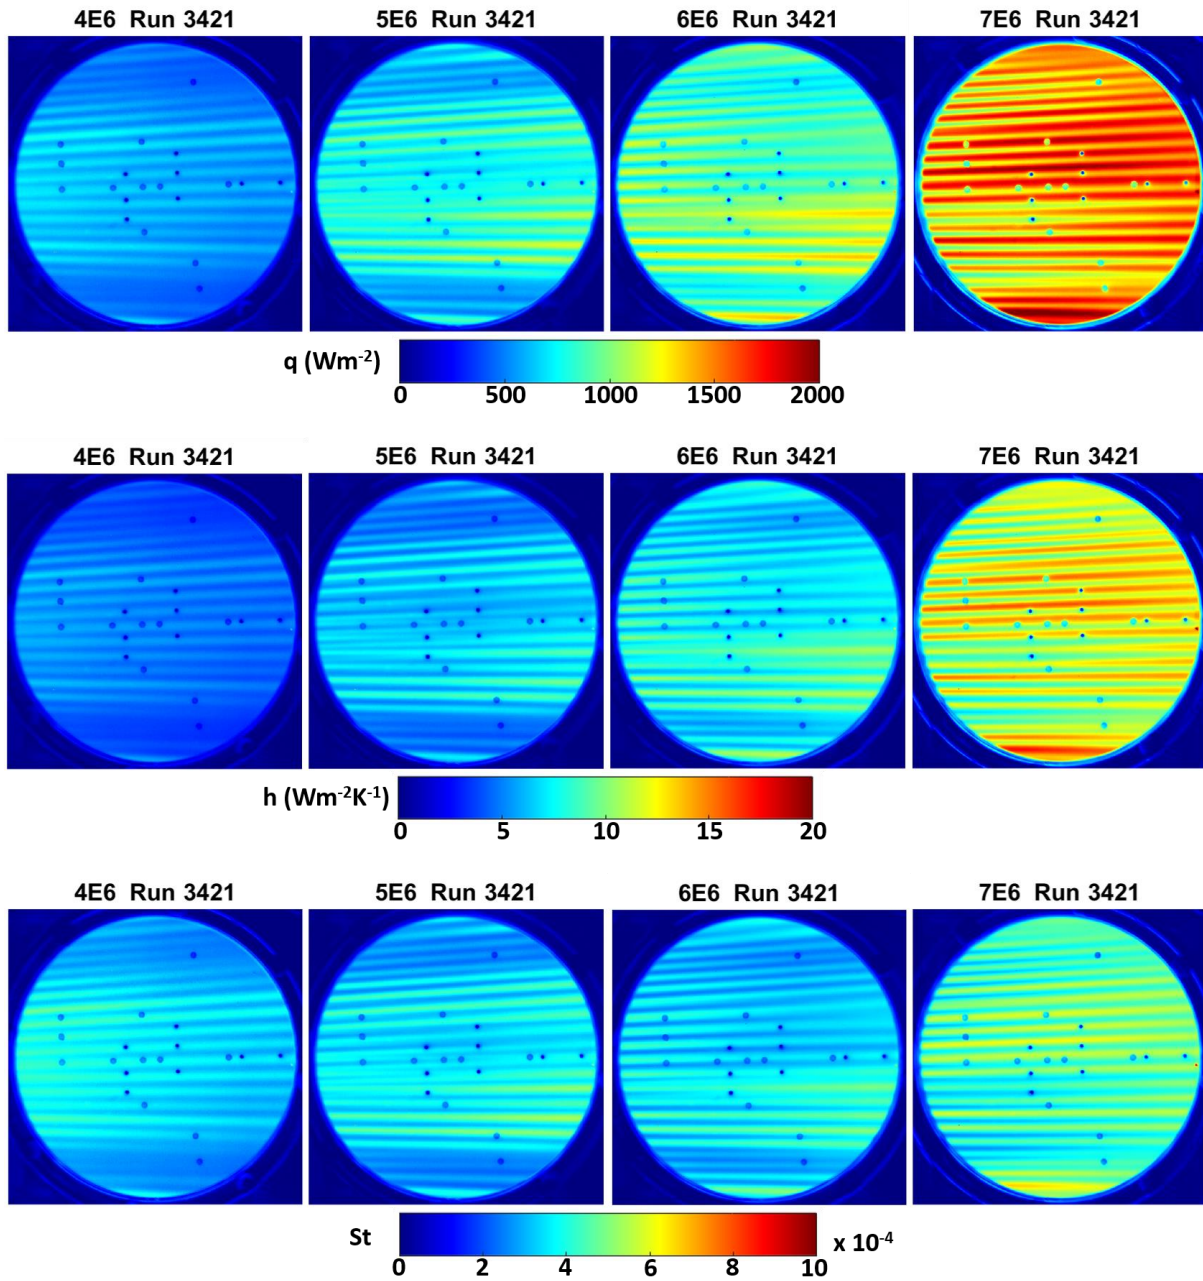 4E6 Run 3421 5E6 Run 3421 6E6 Run 3421 7E6 Run 3421
q (Wm⁻²)
0 500 1000 1500 2000
4E6 Run 3421 5E6 Run 3421 6E6 Run 3421 7E6 Run 3421
h (Wm⁻²K⁻¹)
0 5 10 15 20
4E6 Run 3421 5E6 Run 3421 6E6 Run 3421 7E6 Run 3421
St x 10⁻⁴
0 2 4 6 8 10